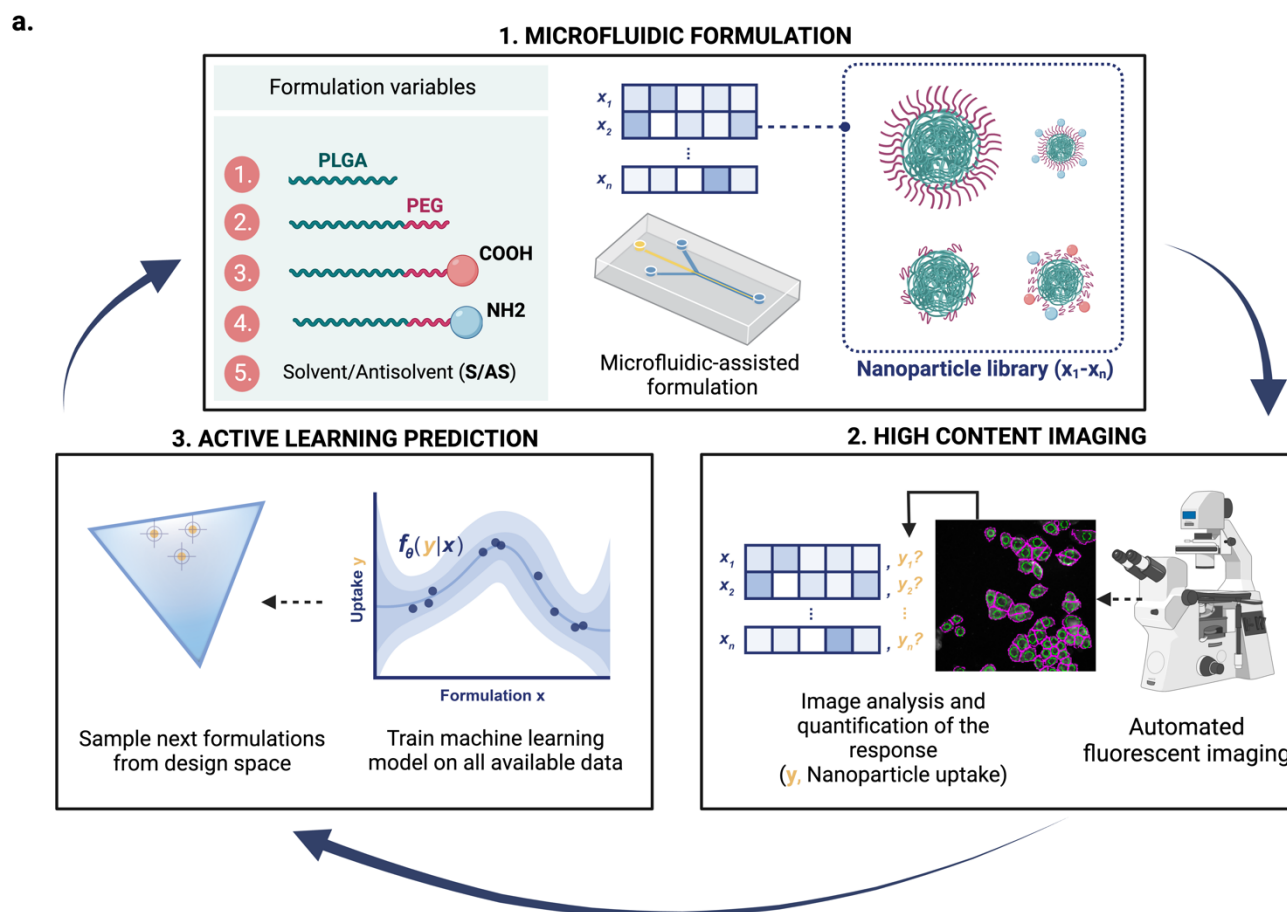 a.
1. MICROFLUIDIC FORMULATION
Formulation variables
1.
PLGA
2.
PEG
3.
COOH
4.
NH2
5.
Solvent/Antisolvent (S/AS)
x1
x2
⋮
xn
Microfluidic-assisted
formulation
Nanoparticle library (x1-xn)
3. ACTIVE LEARNING PREDICTION
Sample next formulations
from design space
fθ(y|x)
Uptake y
Formulation x
Train machine learning
model on all available data
2. HIGH CONTENT IMAGING
x1 , y1?
x2 , y2?
⋮ ⋮
xn , yn?
Image analysis and
quantification of the
response
(y, Nanoparticle uptake)
Automated
fluorescent imaging